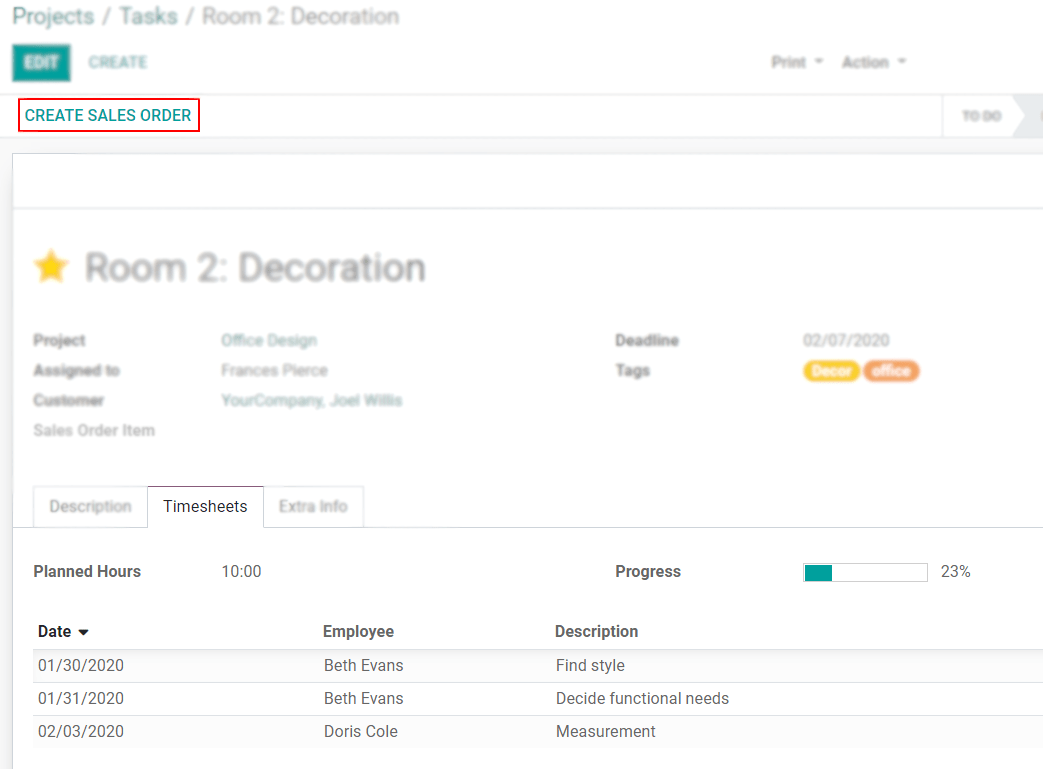 Projects / Tasks / Room 2: Decoration
EDIT CREATE Print Action
CREATE SALES ORDER TO DO
Room 2: Decoration
Project Office Design Deadline 02/07/2020
Assigned to Frances Pierce Tags Decor office
Customer YourCompany, Joel Willis
Sales Order Item
Description Timesheets Extra Info
Planned Hours 10:00 Progress 23%
Date Employee Description
01/30/2020 Beth Evans Find style
01/31/2020 Beth Evans Decide functional needs
02/03/2020 Doris Cole Measurement